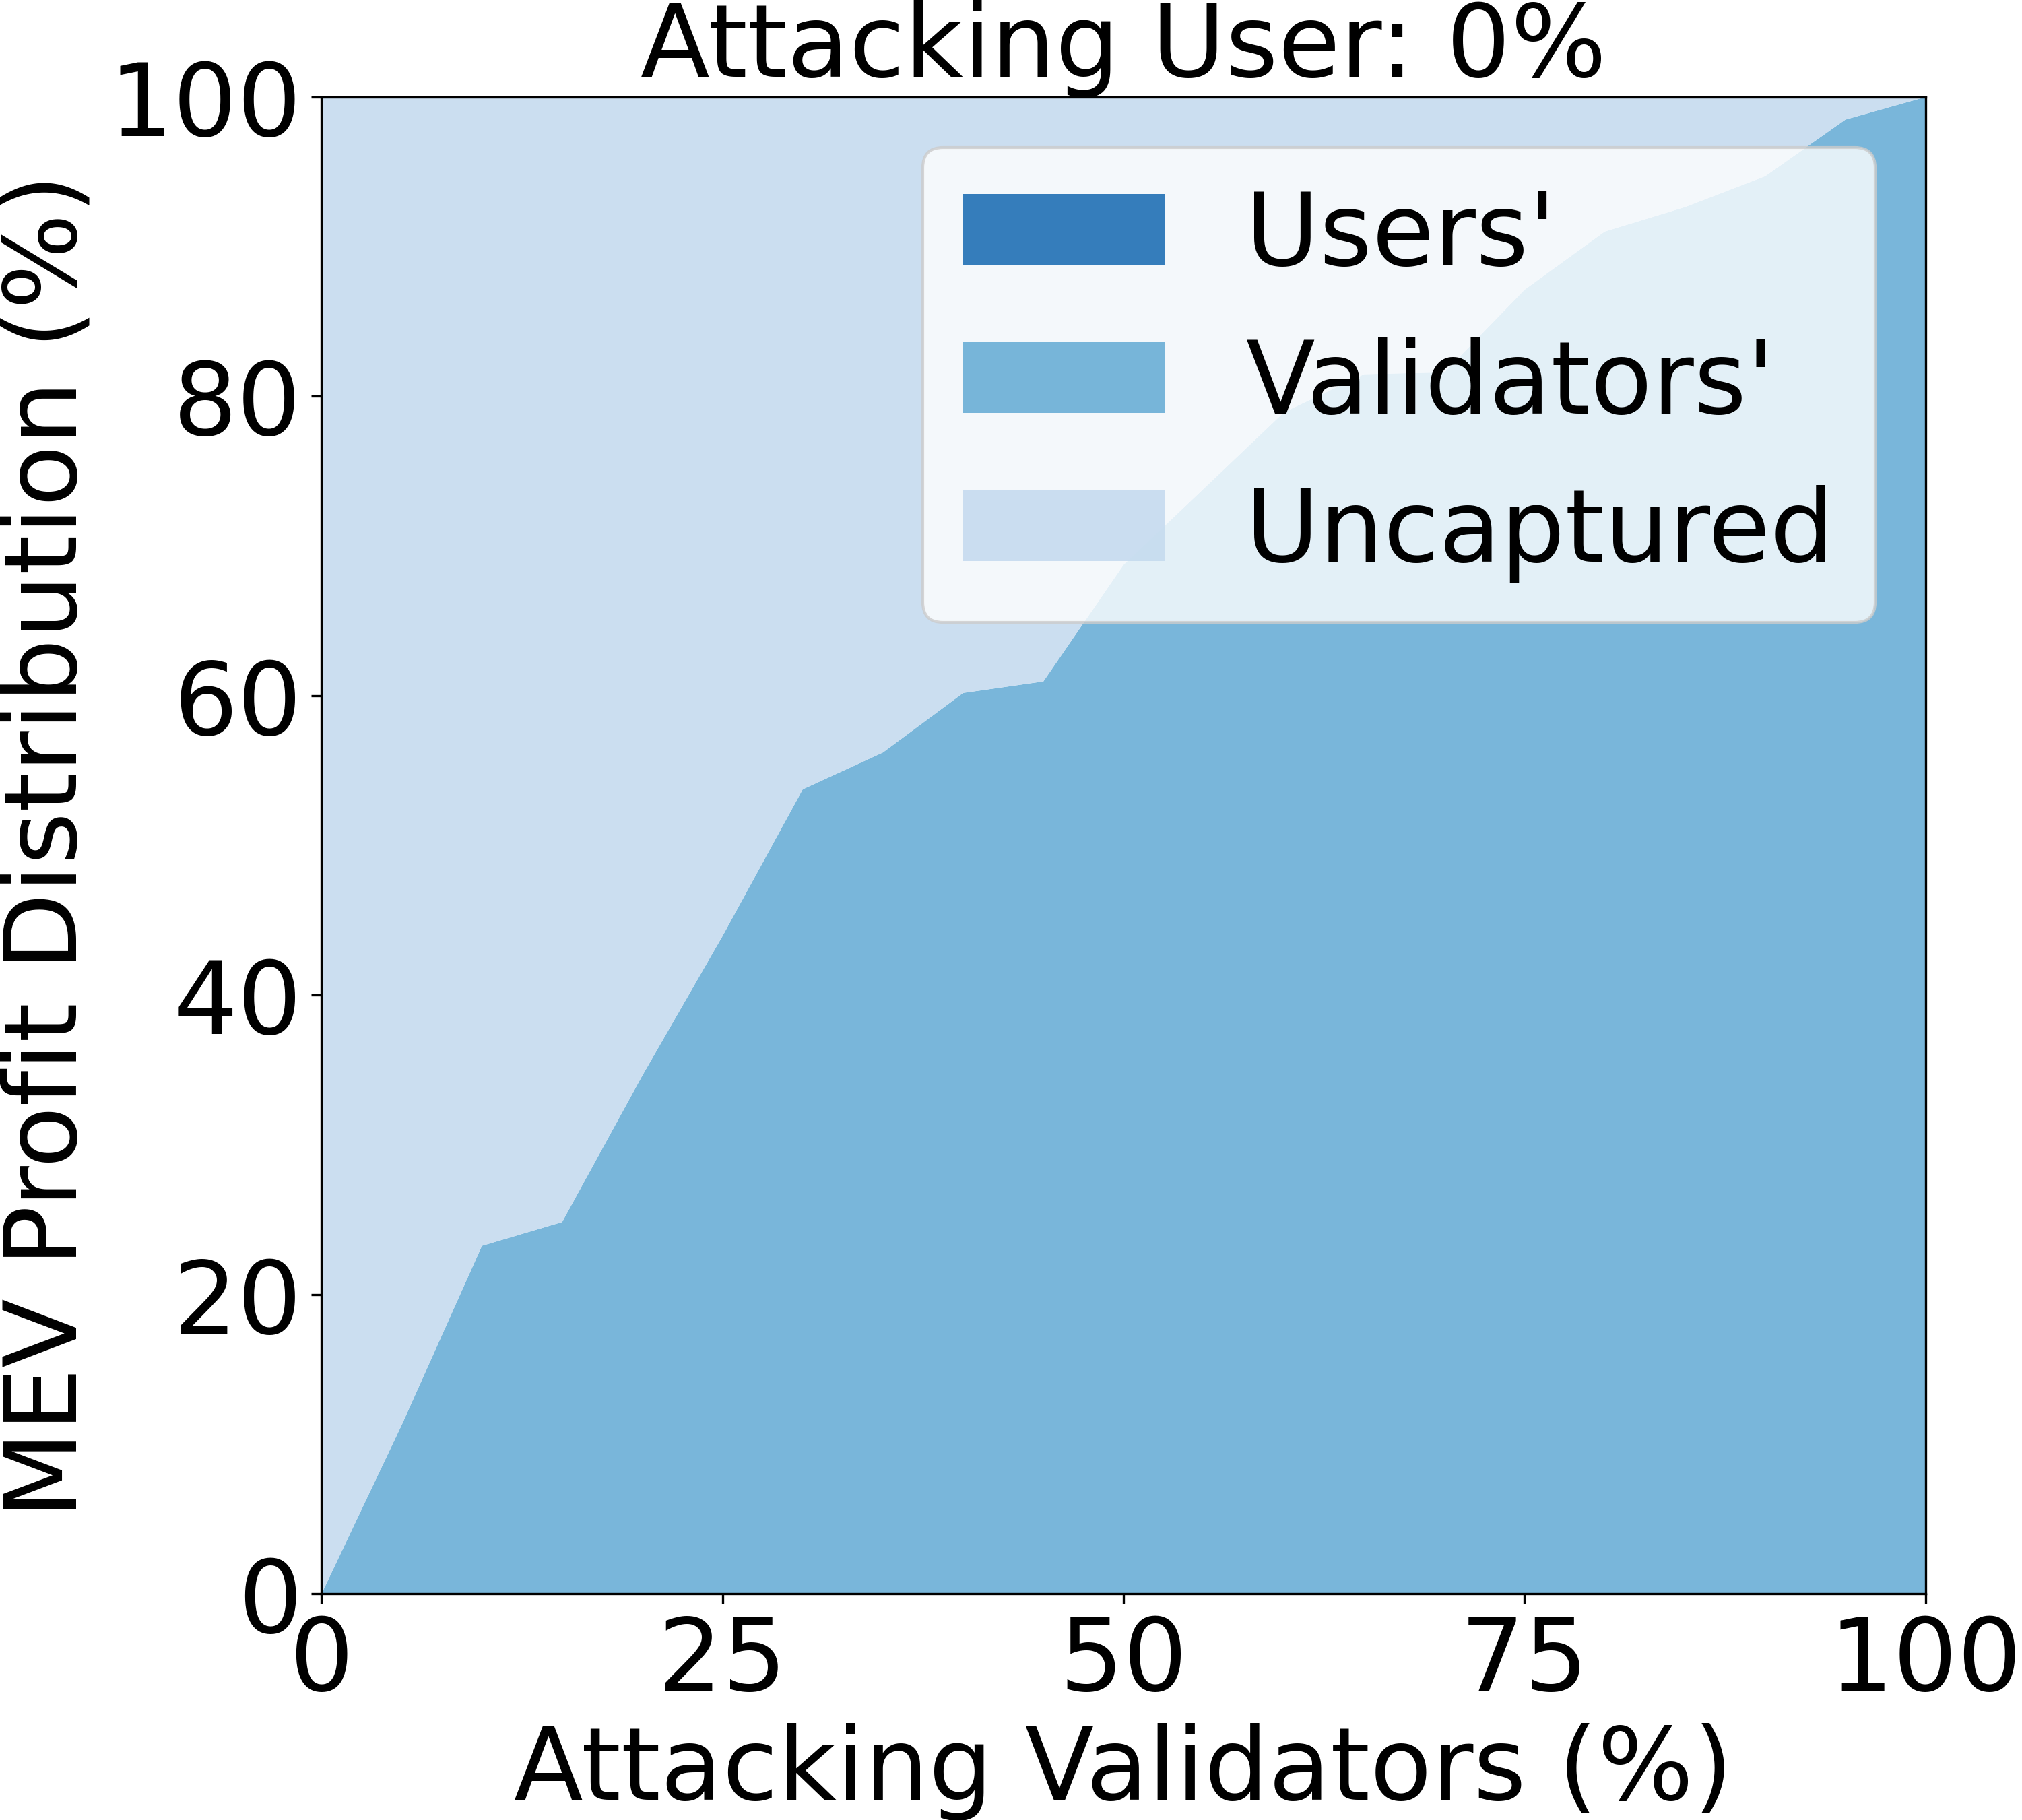 Attacking User: 0%
MEV Profit Distribution (%)
100
80
60
40
20
0
Users'
Validators'
Uncaptured
0 25 50 75 100
Attacking Validators (%)